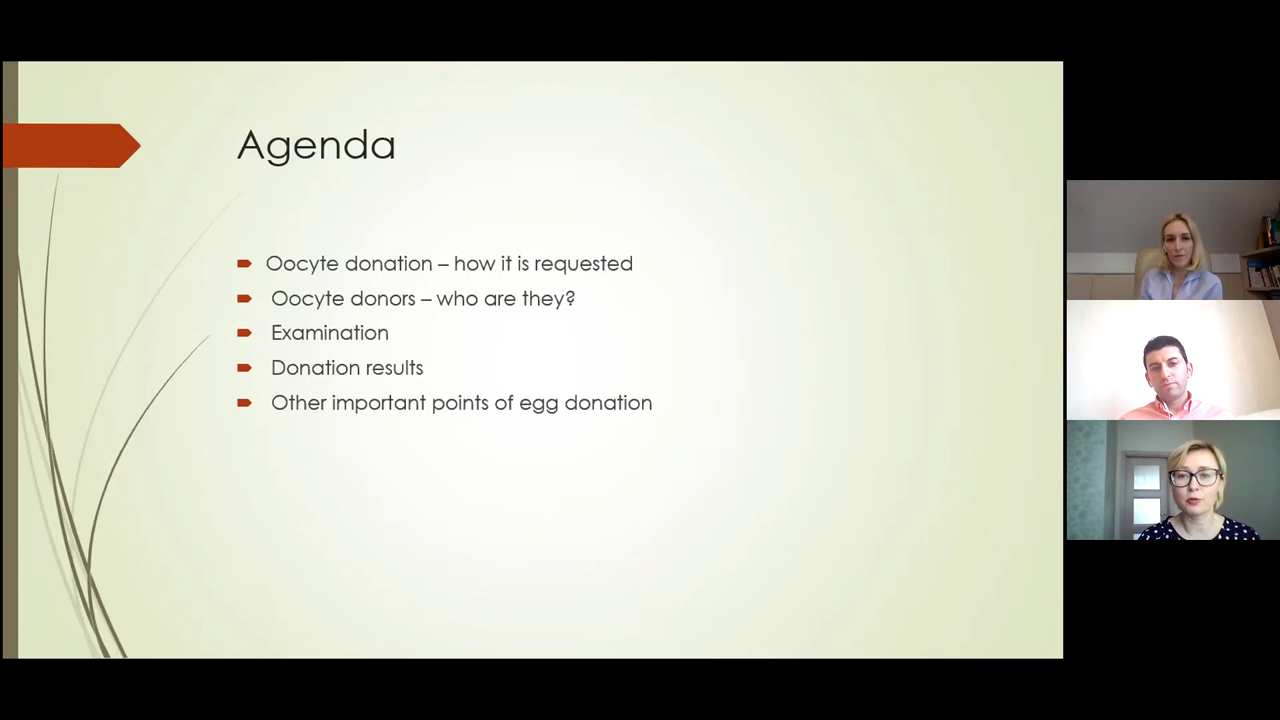 Agenda
Oocyte donation – how it is requested
Oocyte donors – who are they?
Examination
Donation results
Other important points of egg donation